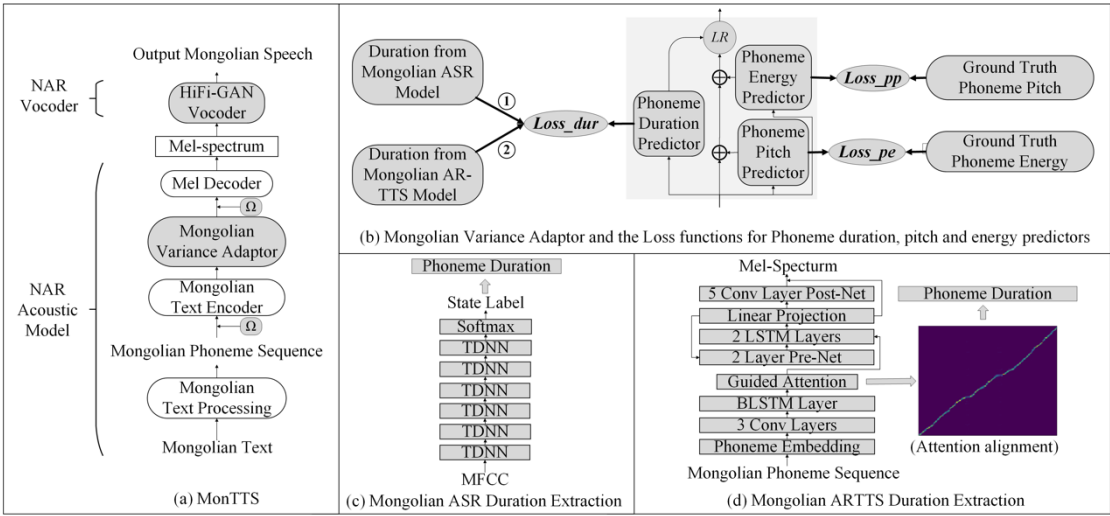 Output Mongolian Speech
NAR
Vocoder
HiFi-GAN
Vocoder
Mel-spectrum
Mel Decoder
Ω
Mongolian
Variance Adaptor
NAR
Acoustic
Model
Mongolian
Text Encoder
Ω
Mongolian Phoneme Sequence
Mongolian
Text Processing
Mongolian Text
(a) MonTTS
Duration from
Mongolian ASR
Model
①
②
Duration from
Mongolian AR-
TTS Model
Loss_dur
Phoneme
Duration
Predictor
LR
Phoneme
Energy
Predictor
Phoneme
Pitch
Predictor
Loss_pp
Ground Truth
Phoneme Pitch
Loss_pe
Ground Truth
Phoneme Energy
(b) Mongolian Variance Adaptor and the Loss functions for Phoneme duration, pitch and energy predictors
Phoneme Duration
State Label
Softmax
TDNN
TDNN
TDNN
TDNN
TDNN
TDNN
MFCC
(c) Mongolian ASR Duration Extraction
Mel-Specturm
5 Conv Layer Post-Net
Linear Projection
2 LSTM Layers
2 Layer Pre-Net
Guided Attention
BLSTM Layer
3 Conv Layers
Phoneme Embedding
Mongolian Phoneme Sequence
Phoneme Duration
(Attention alignment)
(d) Mongolian ARTTS Duration Extraction